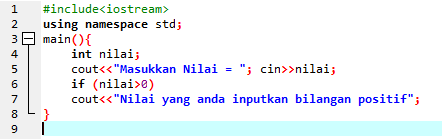 1 #include<iostream>
2 using namespace std;
3 main(){
4 int nilai;
5 cout<<"Masukkan Nilai = "; cin>>nilai;
6 if (nilai>0)
7 cout<<"Nilai yang anda inputkan bilangan positif";
8 }
9